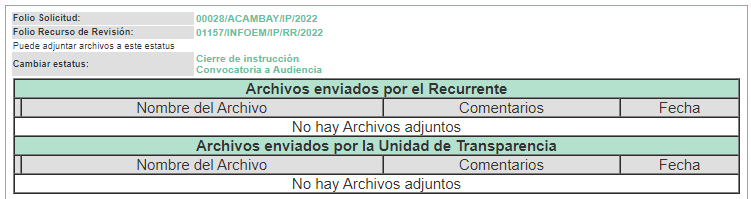 Folio Solicitud: 00028/ACAMBAY/IP/2022
Folio Recurso de Revisión: 01157/INFOEM/IP/RR/2022
Puede adjuntar archivos a este estatus
Cambiar estatus: Cierre de instrucción
Convocatoria a Audiencia
Archivos enviados por el Recurrente
Nombre del Archivo Comentarios Fecha
No hay Archivos adjuntos
Archivos enviados por la Unidad de Transparencia
Nombre del Archivo Comentarios Fecha
No hay Archivos adjuntos